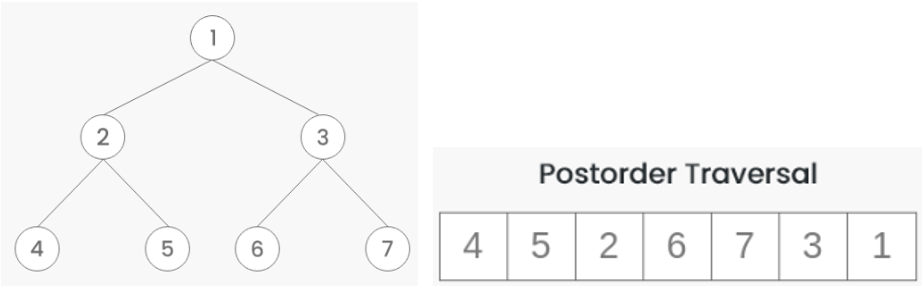 1
2 3
4 5 6 7
Postorder Traversal
4 5 2 6 7 3 1